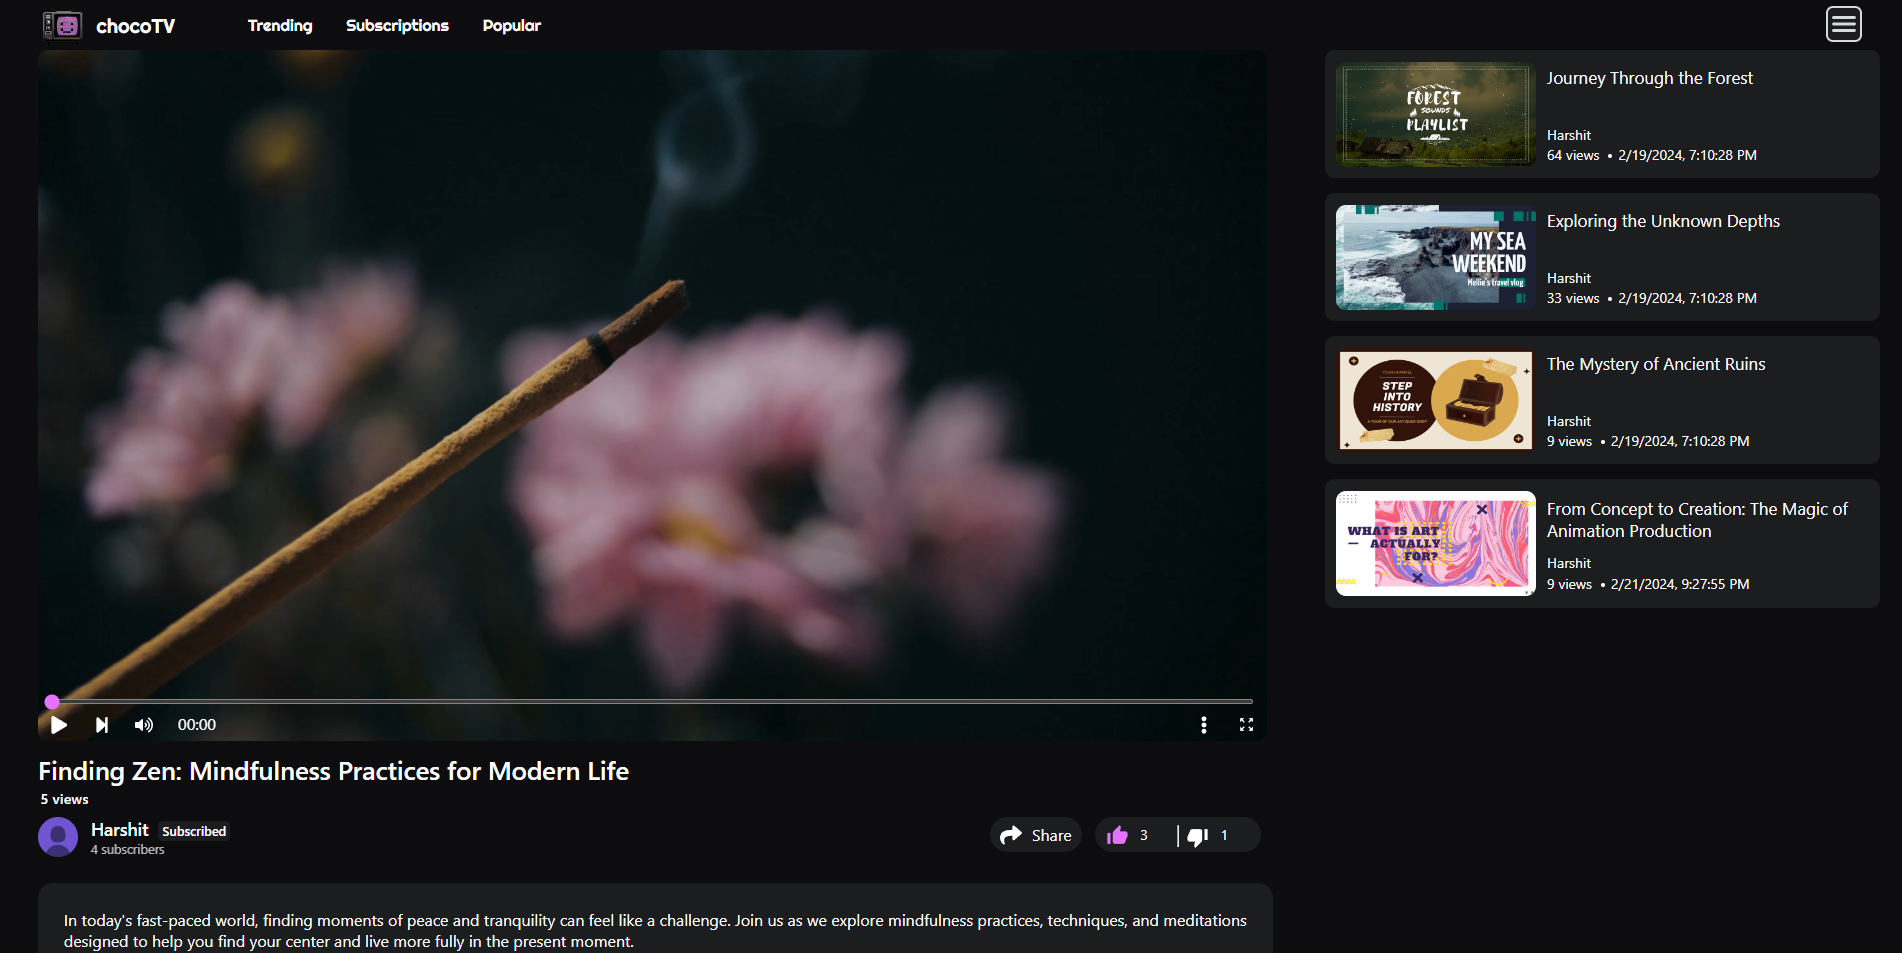 chocoTV
Trending
Subscriptions
Popular
00:00
Finding Zen: Mindfulness Practices for Modern Life
5 views
Harshit
Subscribed
4 subscribers
Share
3
1
In today's fast-paced world, finding moments of peace and tranquility can feel like a challenge. Join us as we explore mindfulness practices, techniques, and meditations
designed to help you find your center and live more fully in the present moment.
FOREST
SOUNDS
PLAYLIST
Journey Through the Forest
Harshit
64 views • 2/19/2024, 7:10:28 PM
MY SEA
WEEKEND
Mellie's travel vlog
Exploring the Unknown Depths
Harshit
33 views • 2/19/2024, 7:10:28 PM
YOUR CHANNEL
STEP
INTO
HISTORY
A TOUR OF OUR ANTIQUES SHOP
The Mystery of Ancient Ruins
Harshit
9 views • 2/19/2024, 7:10:28 PM
WHAT IS ART
— ACTUALLY
FOR?
From Concept to Creation: The Magic of
Animation Production
Harshit
9 views • 2/21/2024, 9:27:55 PM